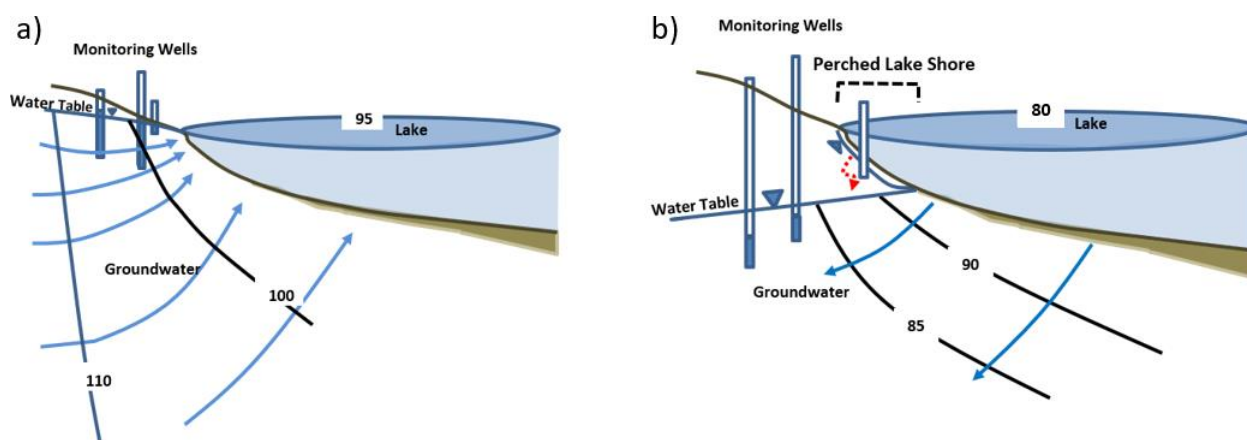 a)
Monitoring Wells
Water Table
95
Lake
Groundwater
100
110
b)
Monitoring Wells
Perched Lake Shore
80
Lake
Water Table
90
Groundwater
85